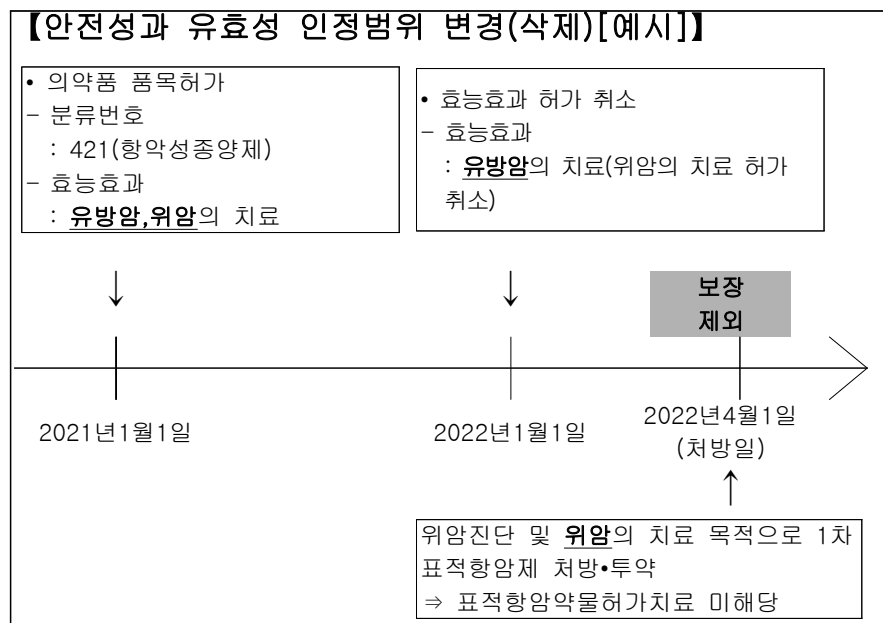 【안전성과 유효성 인정범위 변경(삭제)[예시]】
• 의약품 품목허가
- 분류번호
: 421(항악성종양제)
- 효능효과
: 유방암,위암의 치료
• 효능효과 허가 취소
- 효능효과
: 유방암의 치료(위암의 치료 허가
취소)
보장
제외
2021년1월1일
2022년1월1일
2022년4월1일
(처방일)
위암진단 및 위암의 치료 목적으로 1차
표적항암제 처방•투약
⇒ 표적항암약물허가치료 미해당